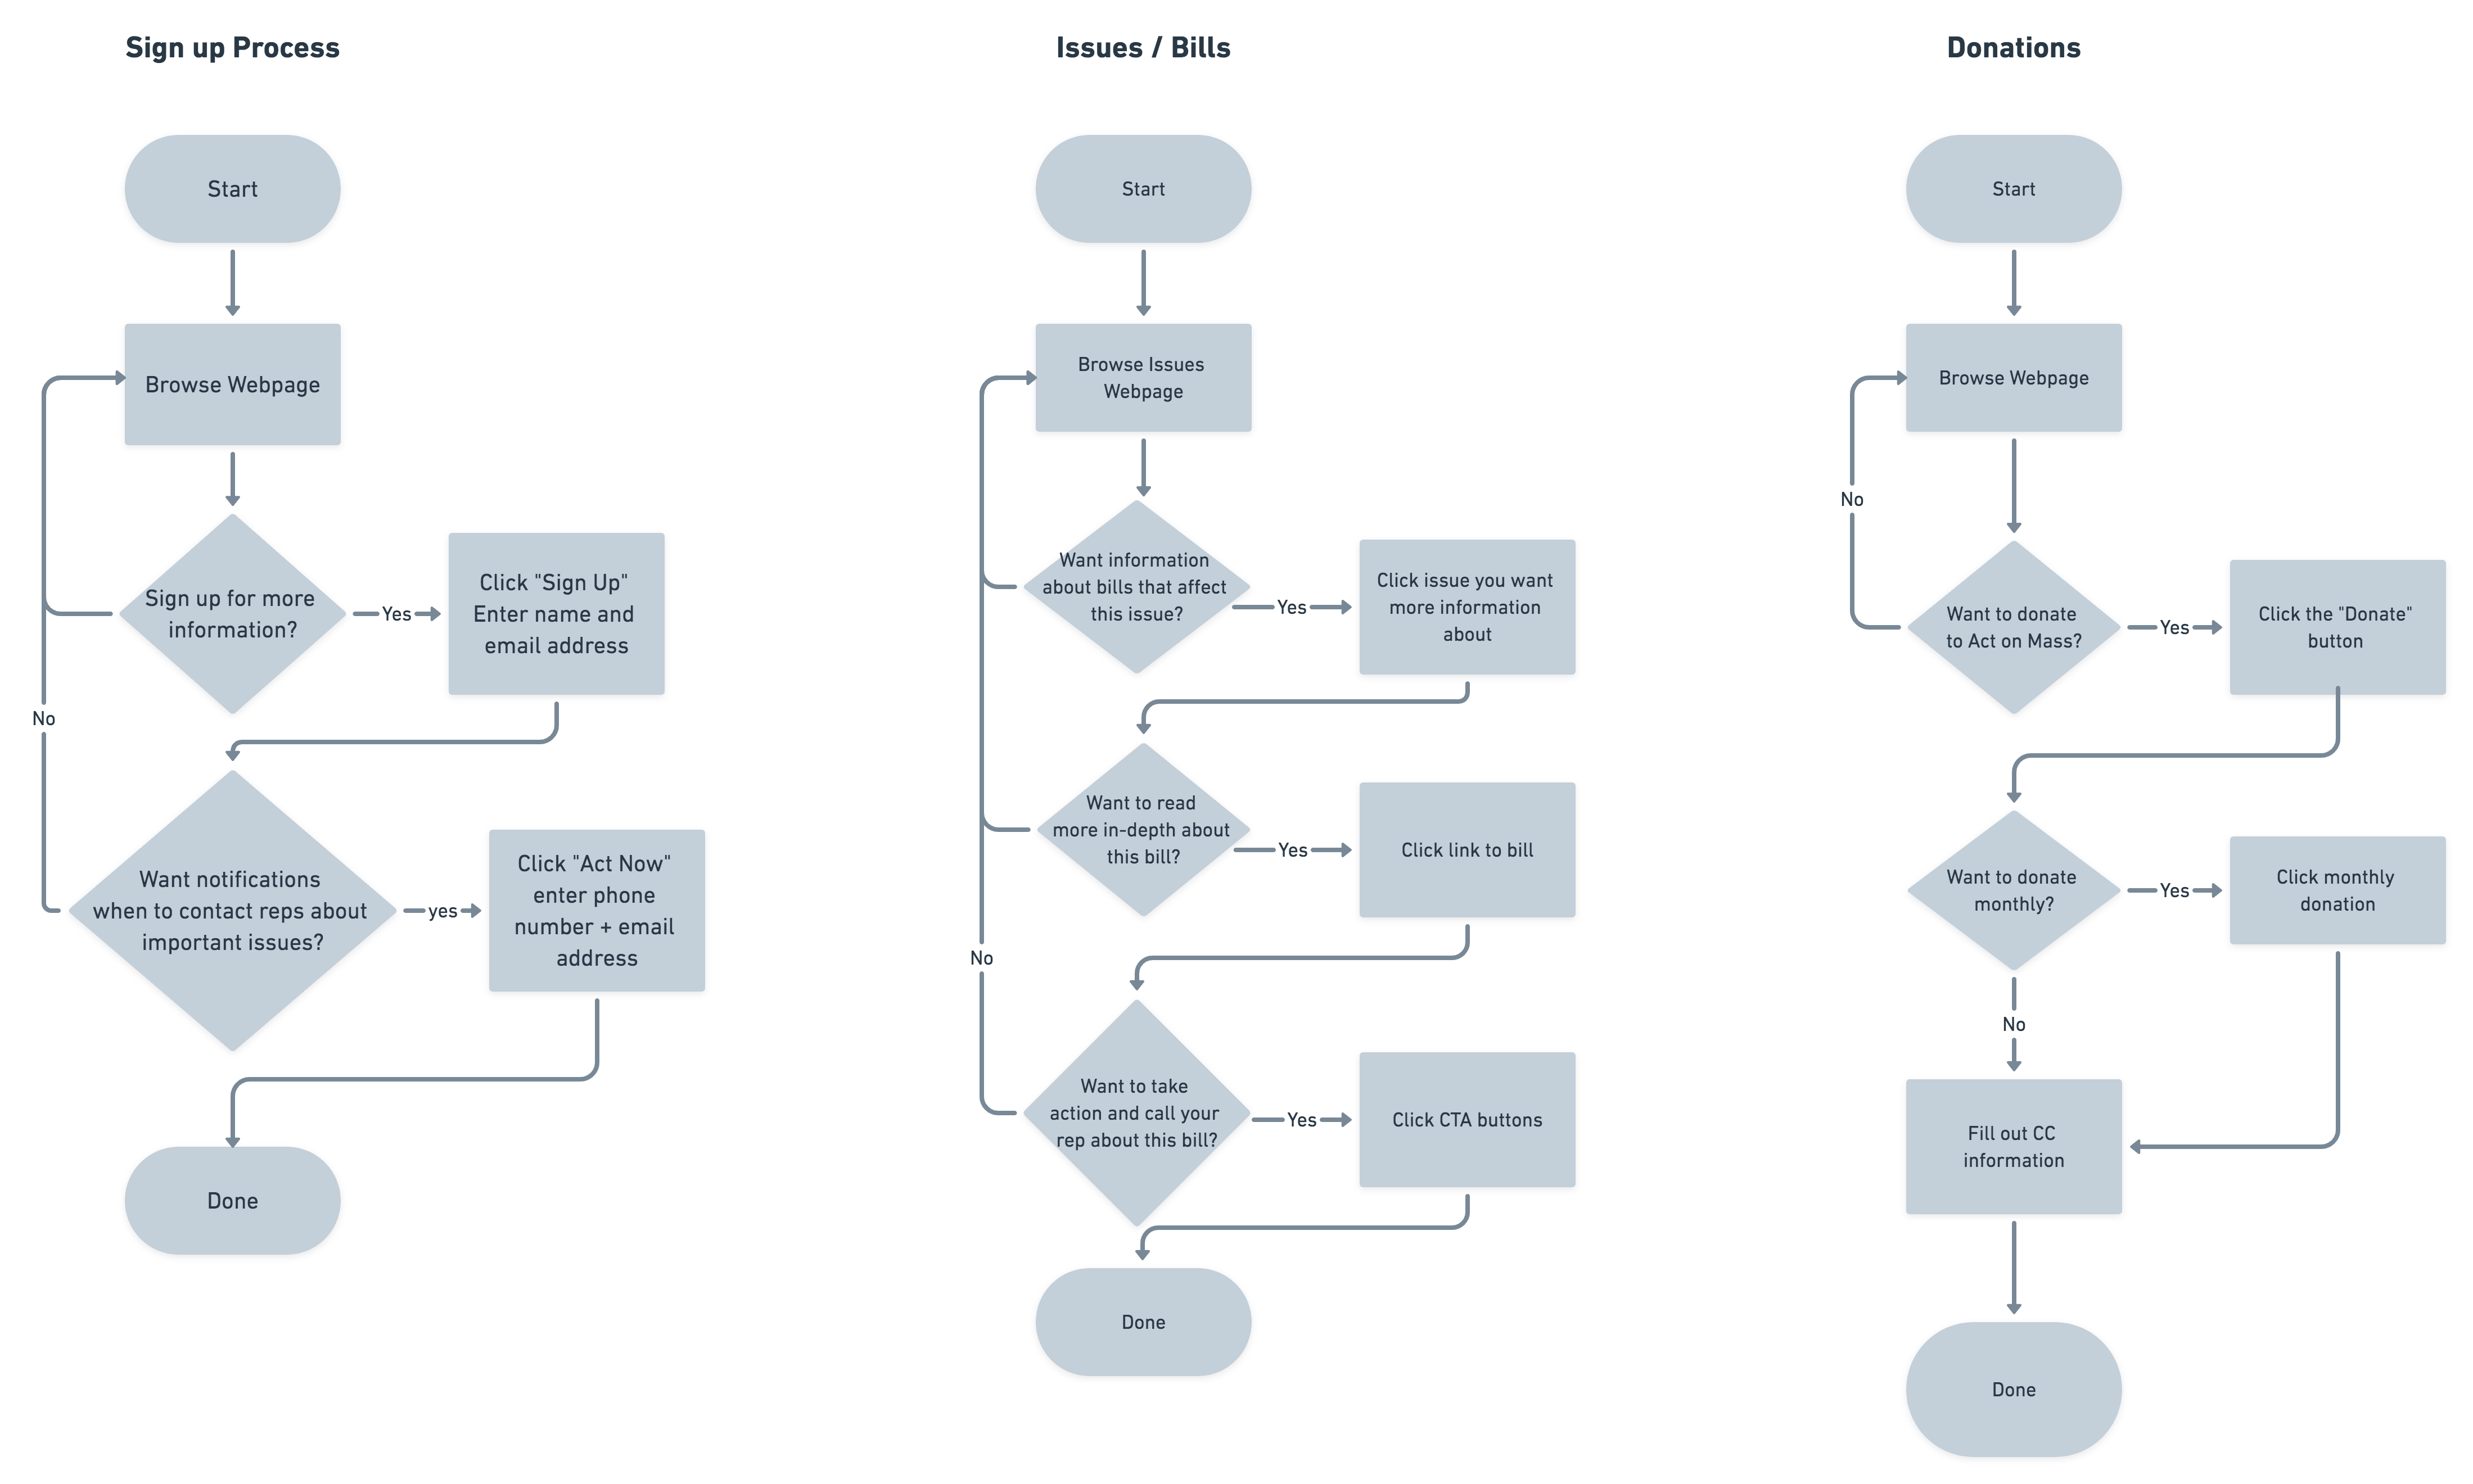 Sign up Process
Start
Browse Webpage
Sign up for more
information?
Yes
Click "Sign Up"
Enter name and
email address
No
Want notifications
when to contact reps about
important issues?
yes
Click "Act Now"
enter phone
number + email
address
Done
Issues / Bills
Start
Browse Issues
Webpage
Want information
about bills that affect
this issue?
Yes
Click issue you want
more information
about
Want to read
more in-depth about
this bill?
Yes
Click link to bill
No
Want to take
action and call your
rep about this bill?
Yes
Click CTA buttons
Done
Donations
Start
Browse Webpage
No
Want to donate
to Act on Mass?
Yes
Click the "Donate"
button
Want to donate
monthly?
Yes
Click monthly
donation
No
Fill out CC
information
Done